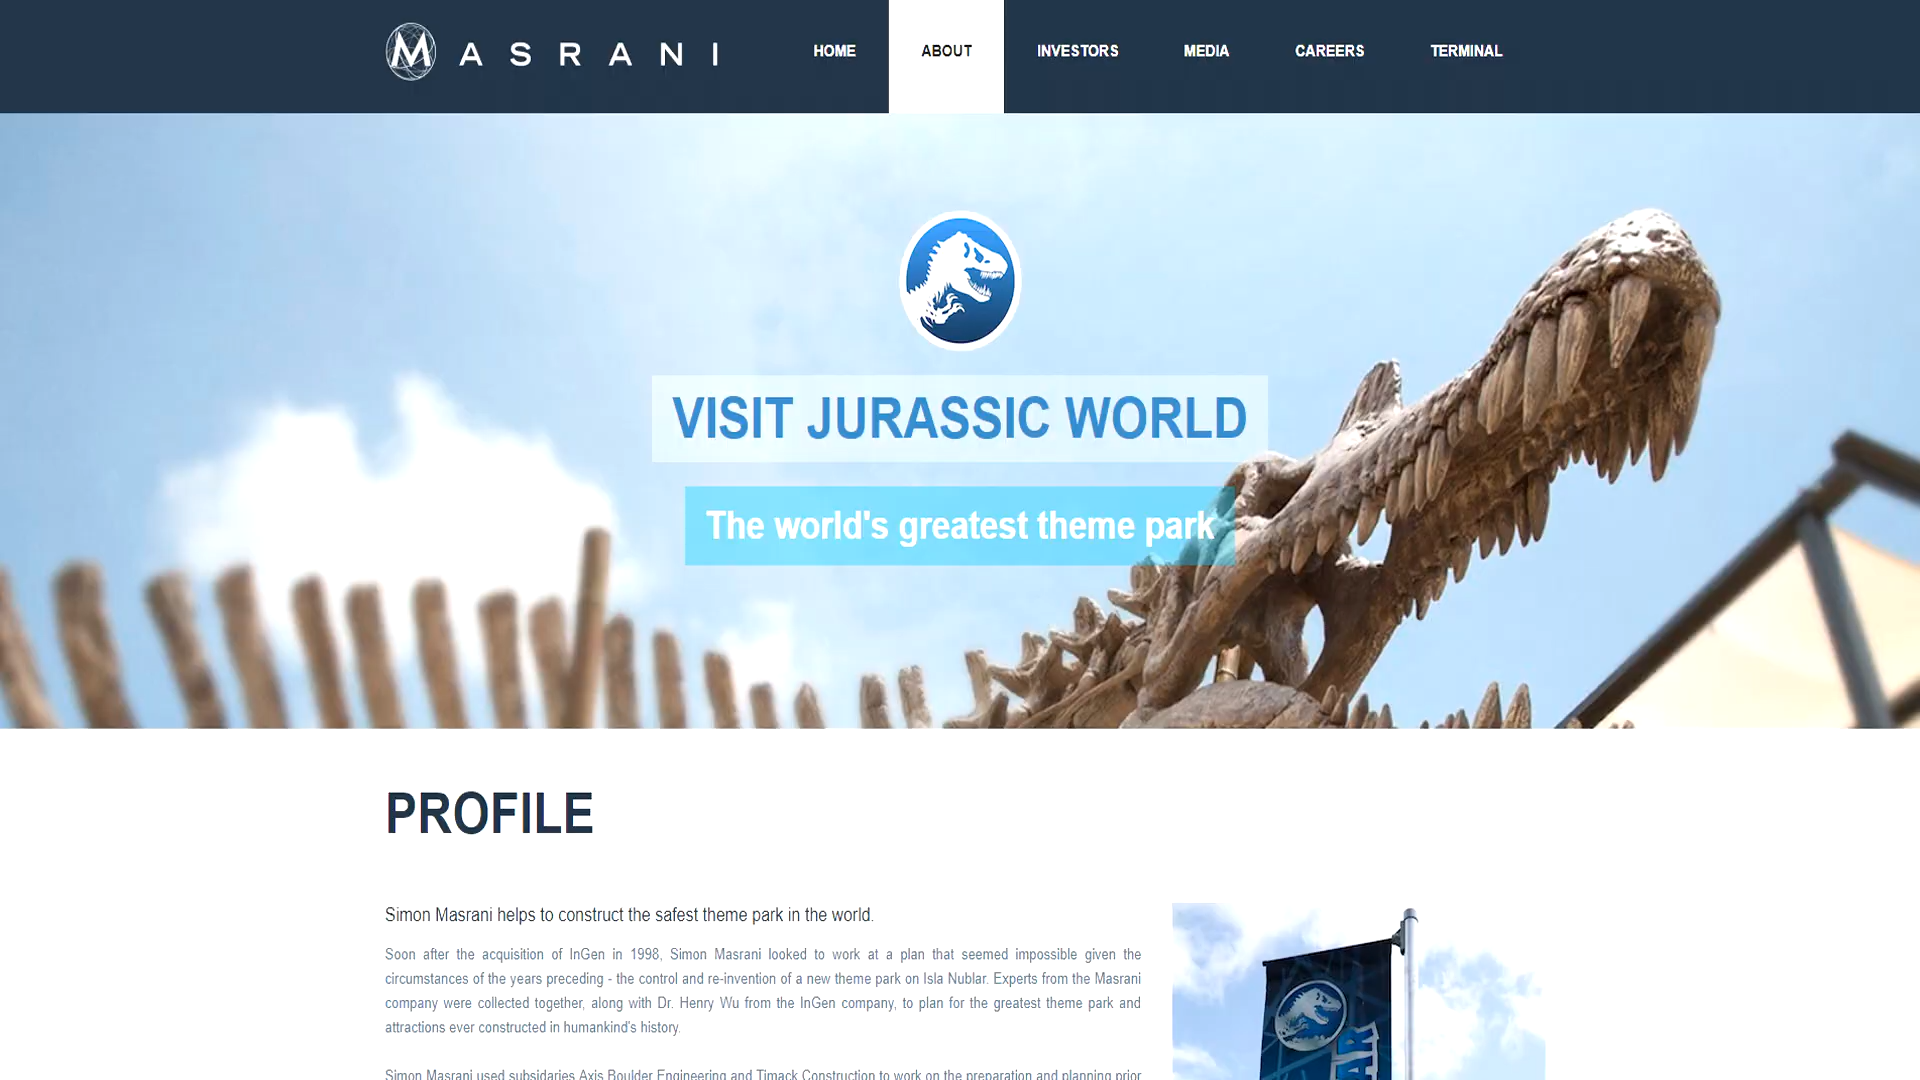 MASRANI
HOME ABOUT INVESTORS MEDIA CAREERS TERMINAL
VISIT JURASSIC WORLD
The world's greatest theme park
PROFILE
Simon Masrani helps to construct the safest theme park in the world.
Soon after the acquisition of InGen in 1998, Simon Masrani looked to work at a plan that seemed impossible given the
circumstances of the years preceding - the control and re-invention of a new theme park on Isla Nublar. Experts from the Masrani
company were collected together, along with Dr. Henry Wu from the InGen company, to plan for the greatest theme park and
attractions ever constructed in humankind's history.
Simon Masrani used subsidaries Axis Boulder Engineering and Timack Construction to work on the preparation and planning prior